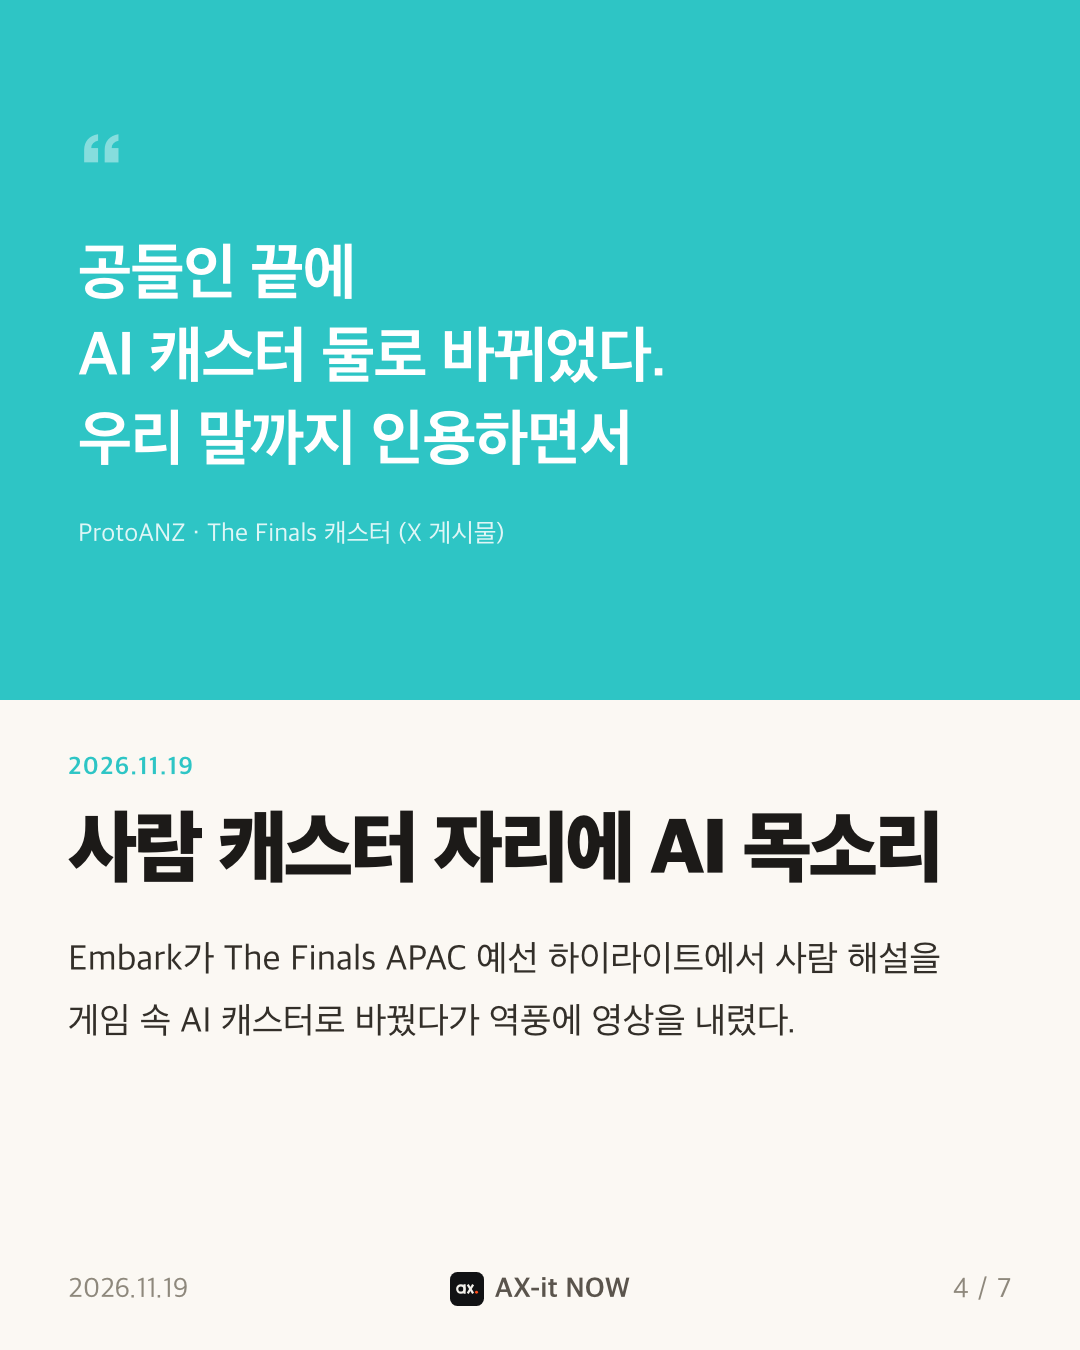 “
공들인 끝에
AI 캐스터 둘로 바뀌었다.
우리 말까지 인용하면서
ProtoANZ · The Finals 캐스터 (X 게시물)
2026.11.19
사람 캐스터 자리에 AI 목소리
Embark가 The Finals APAC 예선 하이라이트에서 사람 해설을
게임 속 AI 캐스터로 바꿨다가 역풍에 영상을 내렸다.
2026.11.19
ax. AX-it NOW
4 / 7